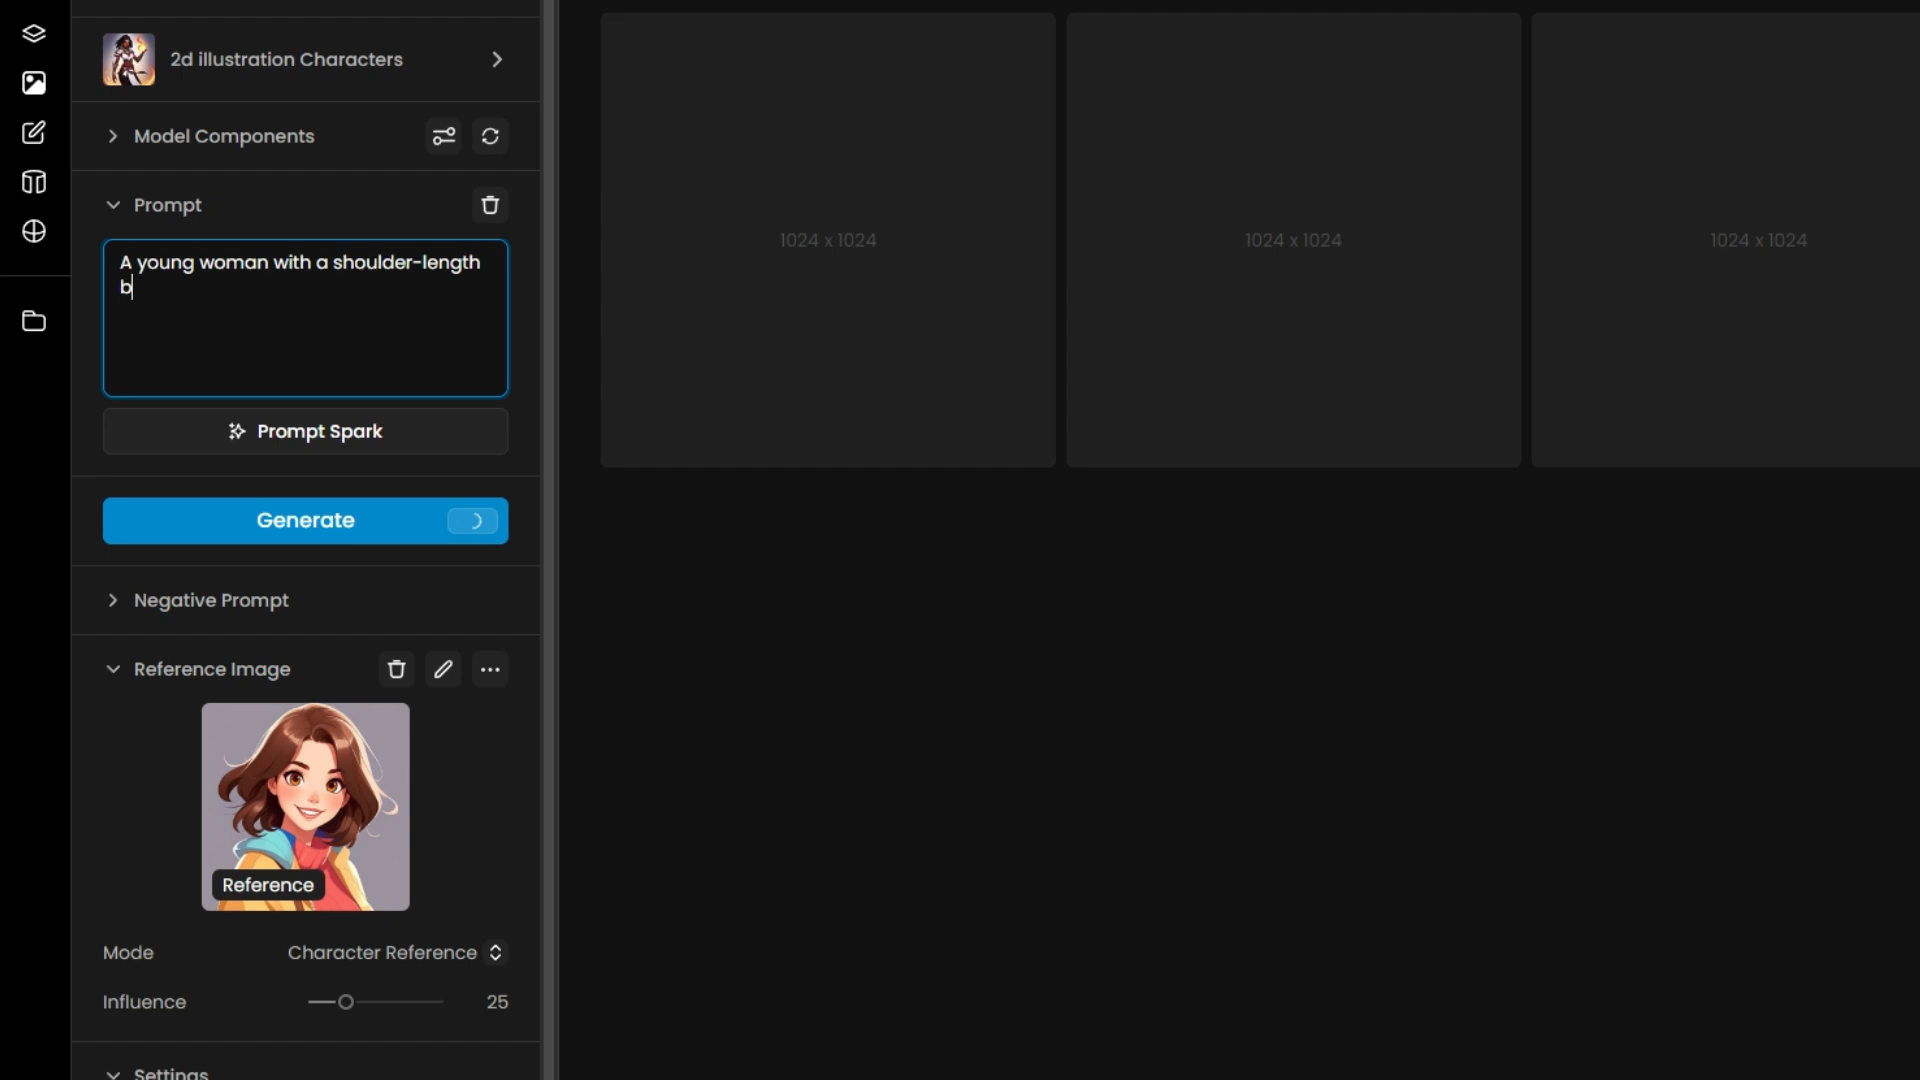 2d illustration Characters
Model Components
Prompt
A young woman with a shoulder-length
b
Prompt Spark
Generate
Negative Prompt
Reference Image
Reference
Mode Character Reference
Influence 25
Settings
1024 x 1024 1024 x 1024 1024 x 1024